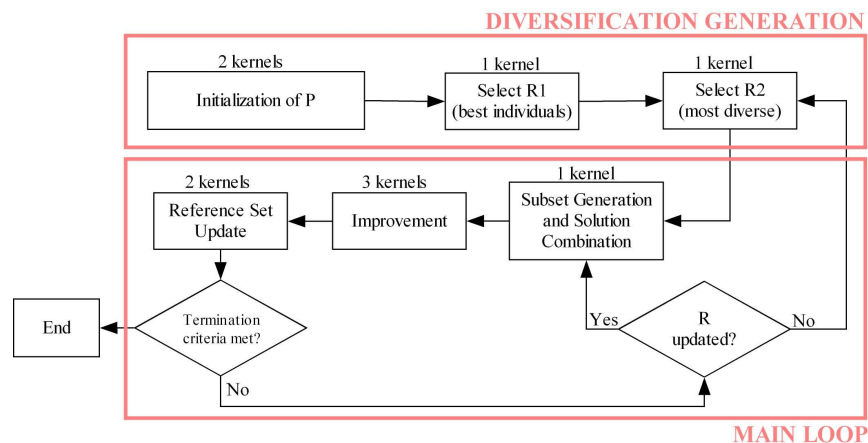 DIVERSIFICATION GENERATION
2 kernels
Initialization of P
1 kernel
Select R1
(best individuals)
1 kernel
Select R2
(most diverse)
2 kernels
Reference Set
Update
3 kernels
Improvement
1 kernel
Subset Generation
and Solution
Combination
End
Termination
criteria met?
No
Yes
R
updated?
No
MAIN LOOP